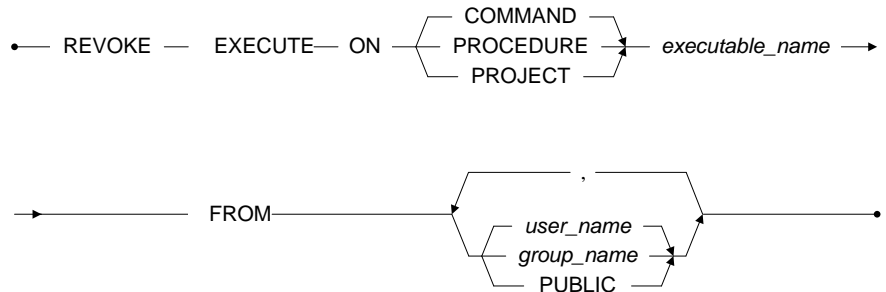 COMMAND
REVOKE EXECUTE ON PROCEDURE executable_name
PROJECT
,
FROM
user_name
group_name
PUBLIC